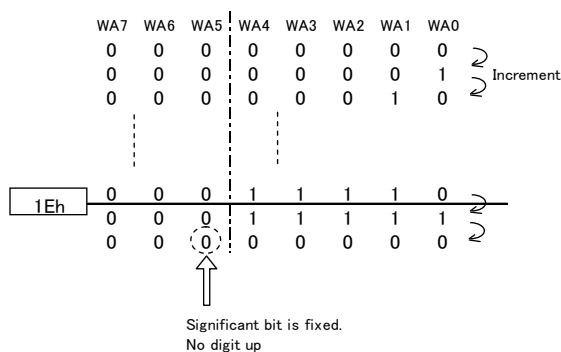 WA7 WA6 WA5 WA4 WA3 WA2 WA1 WA0
0 0 0 0 0 0 0 0
0 0 0 0 0 0 0 1
Increment
0 0 0 0 0 0 1 0
1Eh 0 0 0 1 1 1 1 0
0 0 0 1 1 1 1 1
0 0 0 0 0 0 0 0
Significant bit is fixed.
No digit up